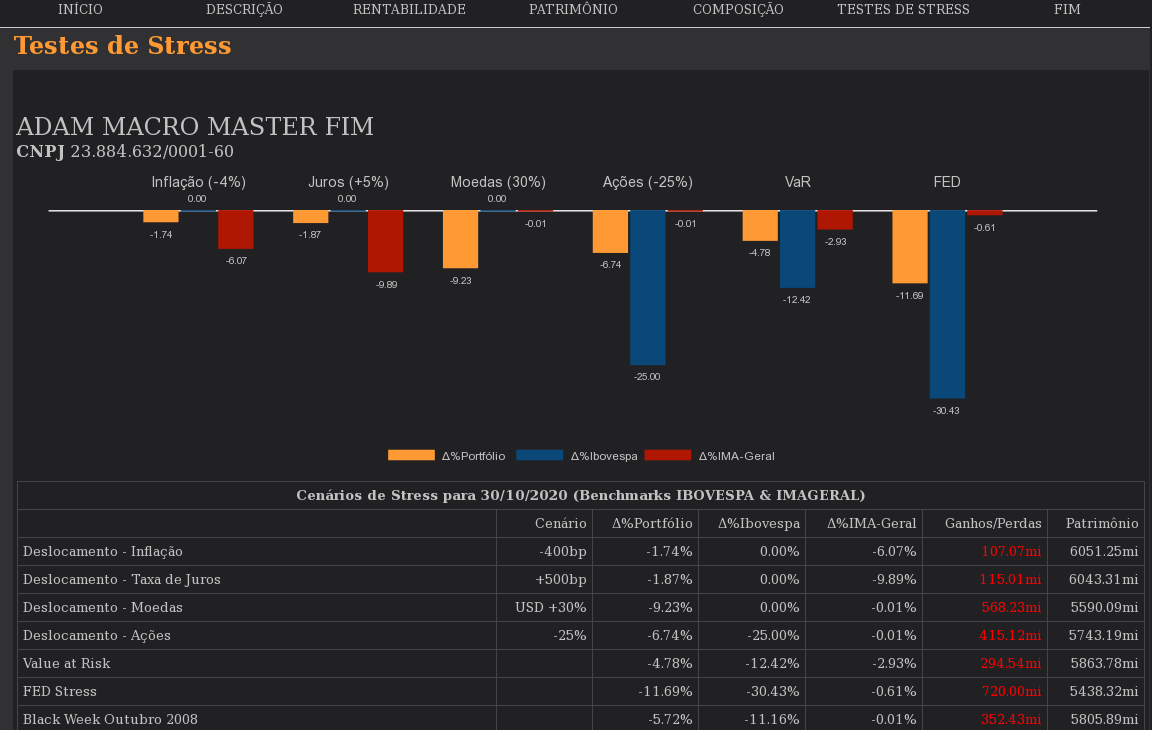 INÍCIO DESCRIÇÃO RENTABILIDADE PATRIMÔNIO COMPOSIÇÃO TESTES DE STRESS FIM
Testes de Stress
ADAM MACRO MASTER FIM
CNPJ 23.884.632/0001-60
Inflação (-4%) Juros (+5%) Moedas (30%) Ações (-25%) VaR FED
0.00 0.00 0.00
-1.74 -6.07 -1.87 -9.89 -9.23 -0.01 -6.74 -25.00 -0.01 -4.78 -12.42 -2.93 -11.69 -30.43 -0.61
Δ%Portfólio Δ%Ibovespa Δ%IMA-Geral
Cenários de Stress para 30/10/2020 (Benchmarks IBOVESPA & IMAGERAL)
Cenário Δ%Portfólio Δ%Ibovespa Δ%IMA-Geral Ganhos/Perdas Patrimônio
Deslocamento - Inflação -400bp -1.74% 0.00% -6.07% 107.07mi 6051.25mi
Deslocamento - Taxa de Juros +500bp -1.87% 0.00% -9.89% 115.01mi 6043.31mi
Deslocamento - Moedas USD +30% -9.23% 0.00% -0.01% 568.23mi 5590.09mi
Deslocamento - Ações -25% -6.74% -25.00% -0.01% 415.12mi 5743.19mi
Value at Risk -4.78% -12.42% -2.93% 294.54mi 5863.78mi
FED Stress -11.69% -30.43% -0.61% 720.00mi 5438.32mi
Black Week Outubro 2008 -5.72% -11.16% -0.01% 352.43mi 5805.89mi